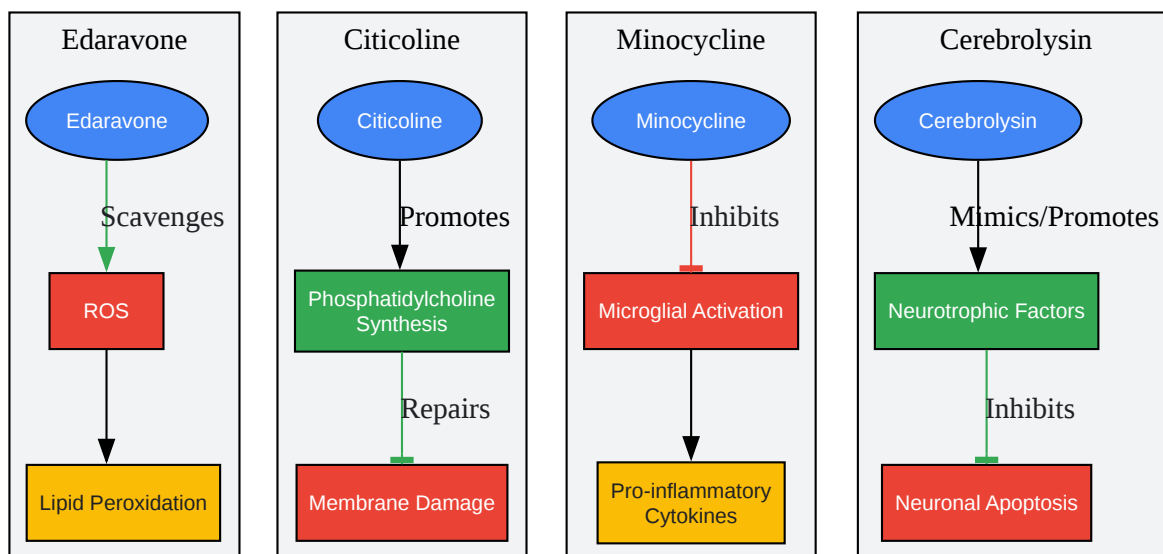 Edaravone
Edaravone
Scavenges
ROS
Lipid Peroxidation
Citicoline
Citicoline
Promotes
Phosphatidylcholine
Synthesis
Repairs
Membrane Damage
Minocycline
Minocycline
Inhibits
Microglial Activation
Pro-inflammatory
Cytokines
Cerebrolysin
Cerebrolysin
Mimics/Promotes
Neurotrophic Factors
Inhibits
Neuronal Apoptosis